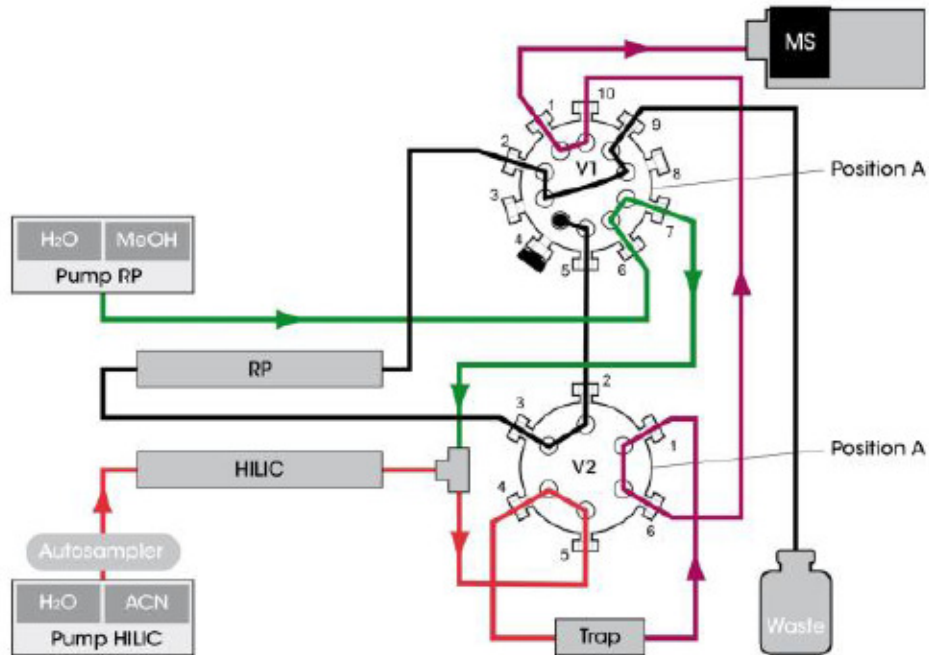 MS
1
10
2
9
V1
8
Position A
3
4
7
5
6
H2O MeOH
Pump RP
RP
2
3
1
HILIC
V2
Position A
4
6
5
Autosampler
H2O ACN
Pump HILIC
Trap
Waste